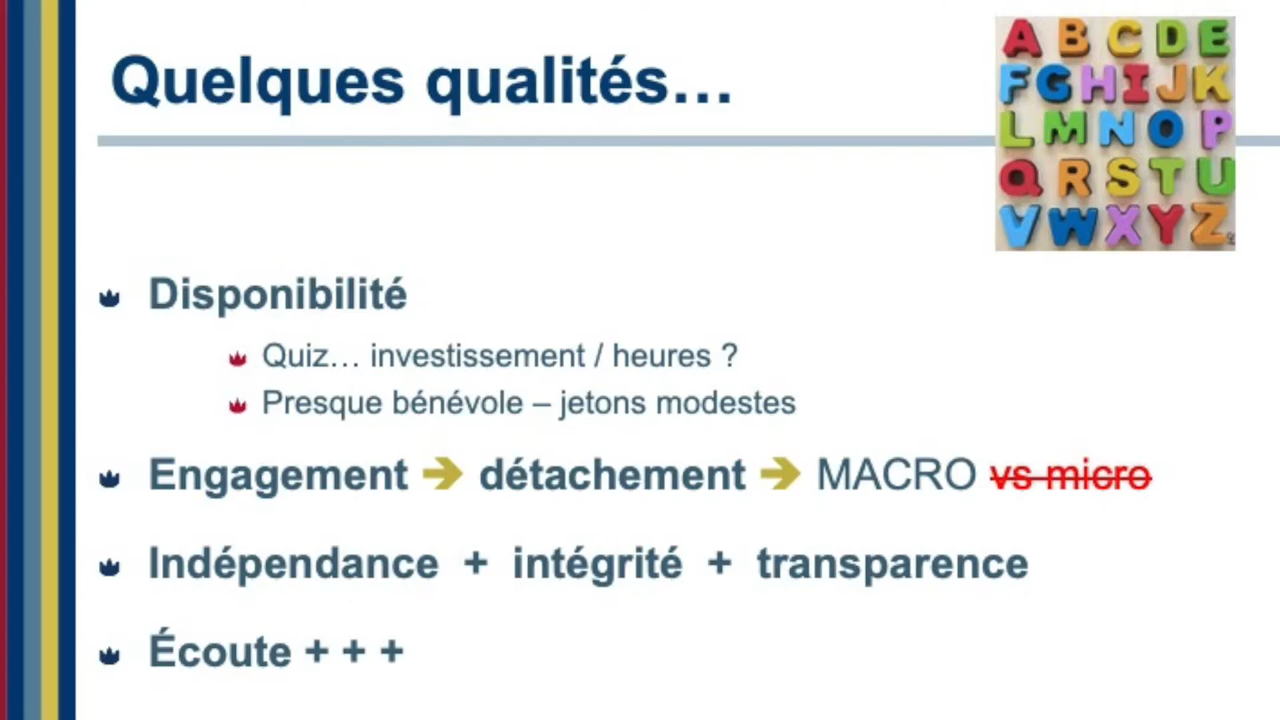 Quelques qualités…
A B C D E
F G H I J K
L M N O P
Q R S T U
V W X Y Z
Disponibilité
Quiz… investissement / heures ?
Presque bénévole – jetons modestes
Engagement ➔ détachement ➔ MACRO vs micro
Indépendance + intégrité + transparence
Écoute + + +